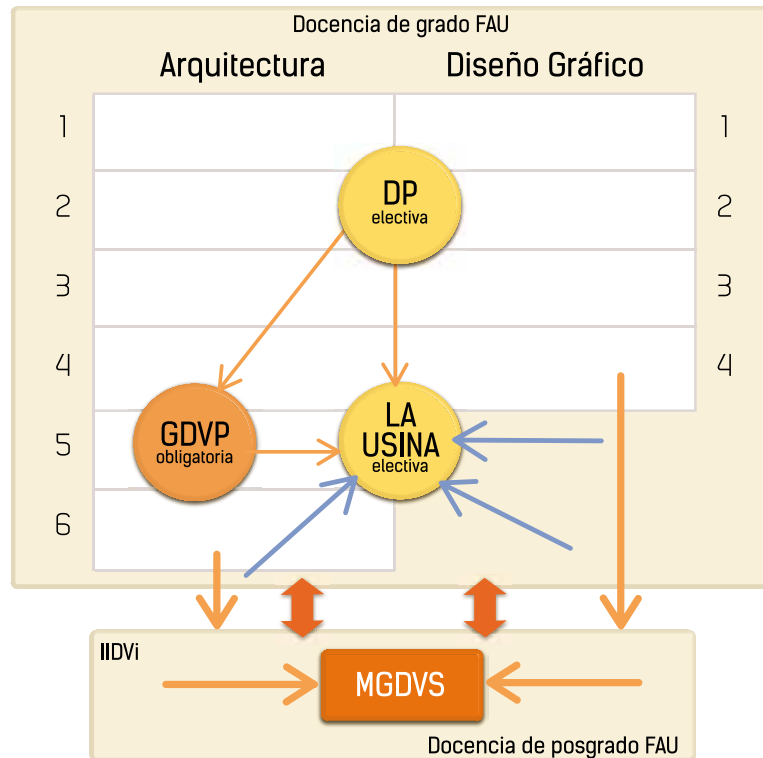 Docencia de grado FAU
Arquitectura
Diseño Gráfico
1
1
DP
electiva
2
2
3
3
4
4
LA
USINA
electiva
GDVP
obligatoria
5
6
IIDVi
MGDVS
Docencia de posgrado FAU